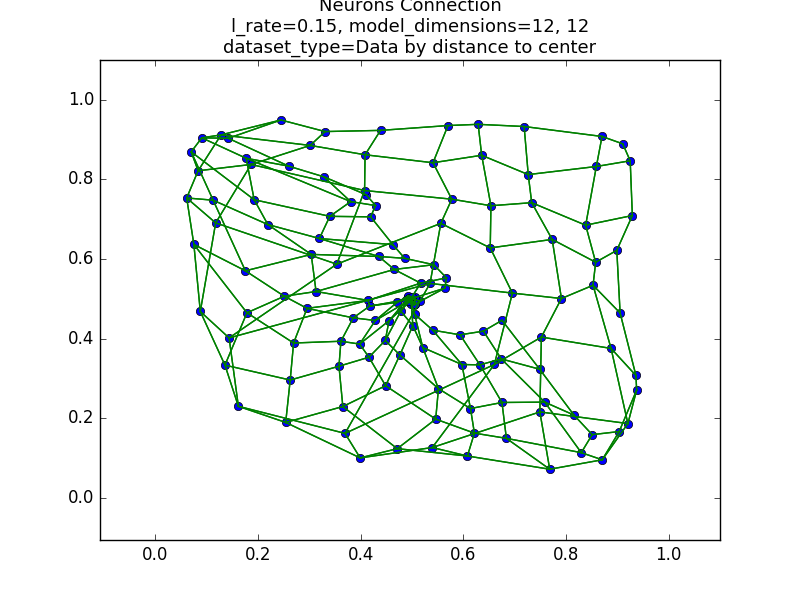 Neurons Connection
l_rate=0.15, model_dimensions=12, 12
dataset_type=Data by distance to center
1.0
0.8
0.6
0.4
0.2
0.0
0.0 0.2 0.4 0.6 0.8 1.0